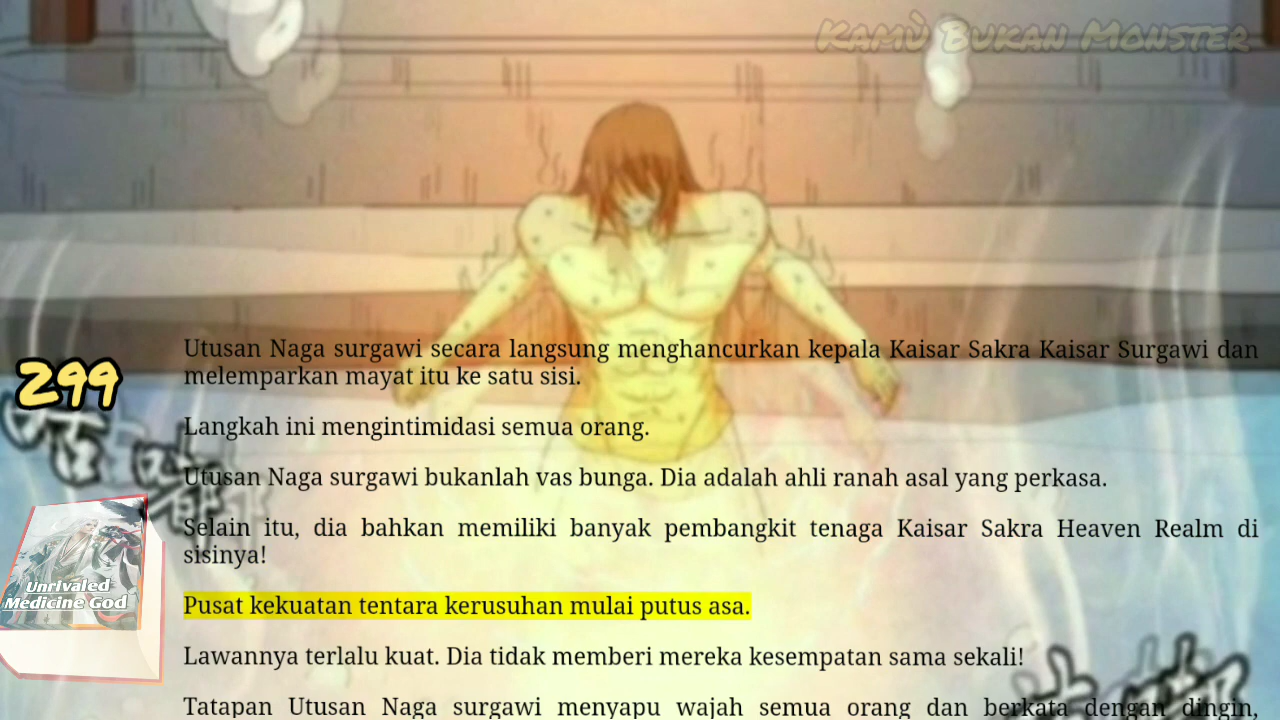 Kamù Bukan Monster
Utusan Naga surgawi secara langsung menghancurkan kepala Kaisar Sakra Kaisar Surgawi dan
melemparkan mayat itu ke satu sisi.
299
Langkah ini mengintimidasi semua orang.
Utusan Naga surgawi bukanlah vas bunga. Dia adalah ahli ranah asal yang perkasa.
Selain itu, dia bahkan memiliki banyak pembangkit tenaga Kaisar Sakra Heaven Realm di
sisinya!
Unrivaled
Medicine God
Pusat kekuatan tentara kerusuhan mulai putus asa.
Lawannya terlalu kuat. Dia tidak memberi mereka kesempatan sama sekali!
Tatapan Utusan Naga surgawi menyapu wajah semua orang dan berkata dengan dingin,